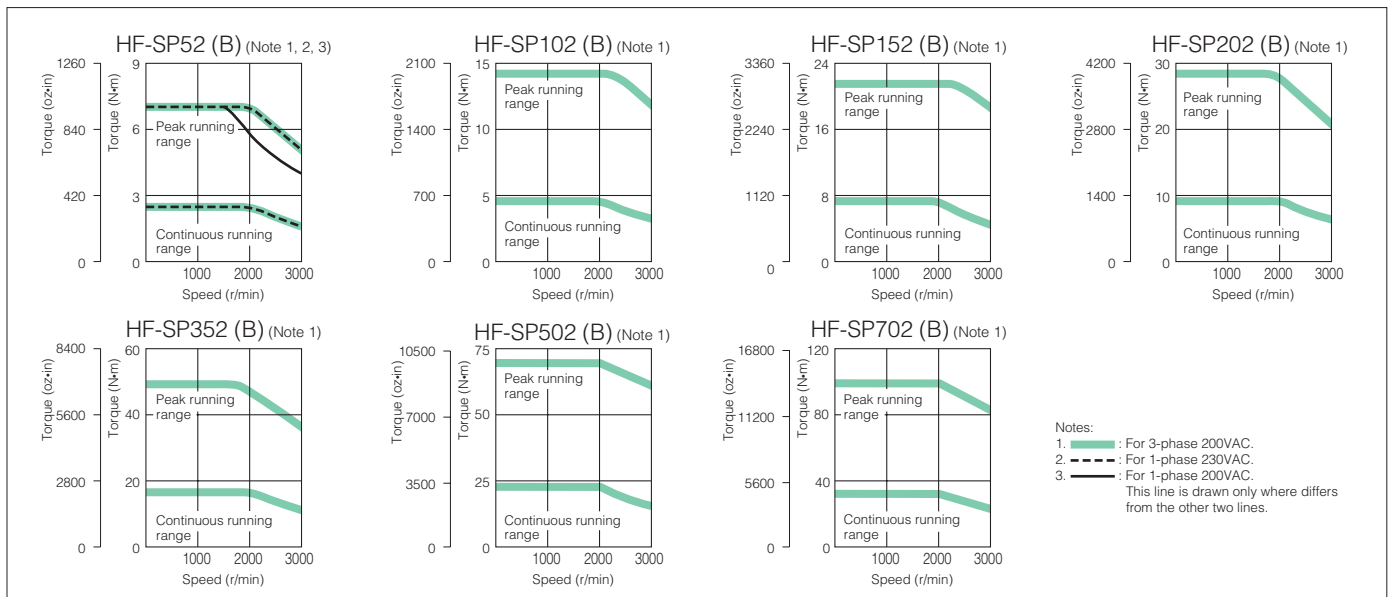 HF-SP52 (B) (Note 1, 2, 3)
Torque (oz•in)
1260
840
420
0
Torque (N•m)
9
6
3
0
Peak running
range
Continuous running
range
1000 2000 3000
Speed (r/min)
HF-SP102 (B) (Note 1)
Torque (oz•in)
2100
1400
700
0
Torque (N•m)
15
10
5
0
Peak running
range
Continuous running
range
1000 2000 3000
Speed (r/min)
HF-SP152 (B) (Note 1)
Torque (oz•in)
3360
2240
1120
0
Torque (N•m)
24
16
8
0
Peak running
range
Continuous running
range
1000 2000 3000
Speed (r/min)
HF-SP202 (B) (Note 1)
Torque (oz•in)
4200
2800
1400
0
Torque (N•m)
30
20
10
0
Peak running
range
Continuous running
range
1000 2000 3000
Speed (r/min)
HF-SP352 (B) (Note 1)
Torque (oz•in)
8400
5600
2800
0
Torque (N•m)
60
40
20
0
Peak running
range
Continuous running
range
1000 2000 3000
Speed (r/min)
HF-SP502 (B) (Note 1)
Torque (oz•in)
10500
7000
3500
0
Torque (N•m)
75
50
25
0
Peak running
range
Continuous running
range
1000 2000 3000
Speed (r/min)
HF-SP702 (B) (Note 1)
Torque (oz•in)
16800
11200
5600
0
Torque (N•m)
120
80
40
0
Peak running
range
Continuous running
range
1000 2000 3000
Speed (r/min)
Notes:
1. : For 3-phase 200VAC.
2. : For 1-phase 230VAC.
3. : For 1-phase 200VAC.
This line is drawn only where differs
from the other two lines.